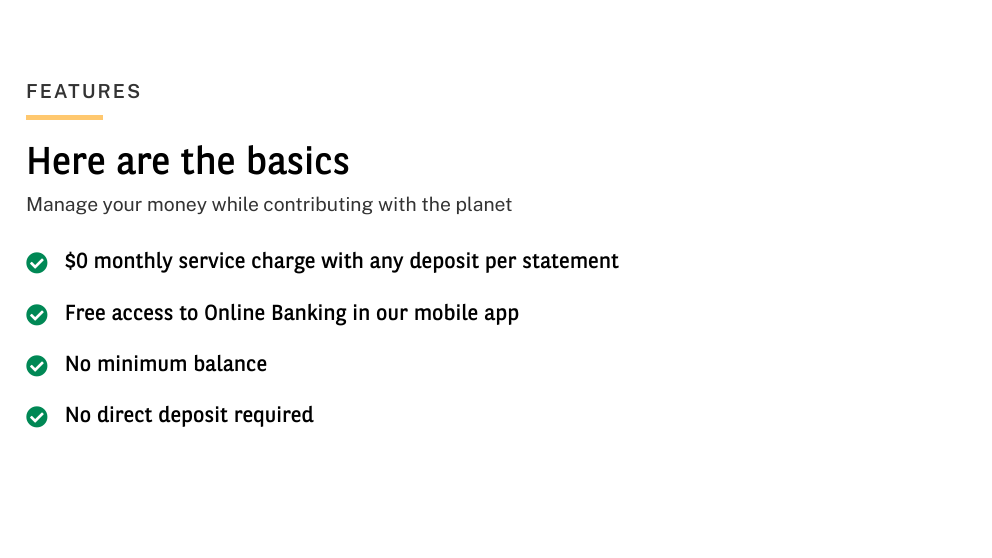 FEATURES
Here are the basics
Manage your money while contributing with the planet
$0 monthly service charge with any deposit per statement
Free access to Online Banking in our mobile app
No minimum balance
No direct deposit required